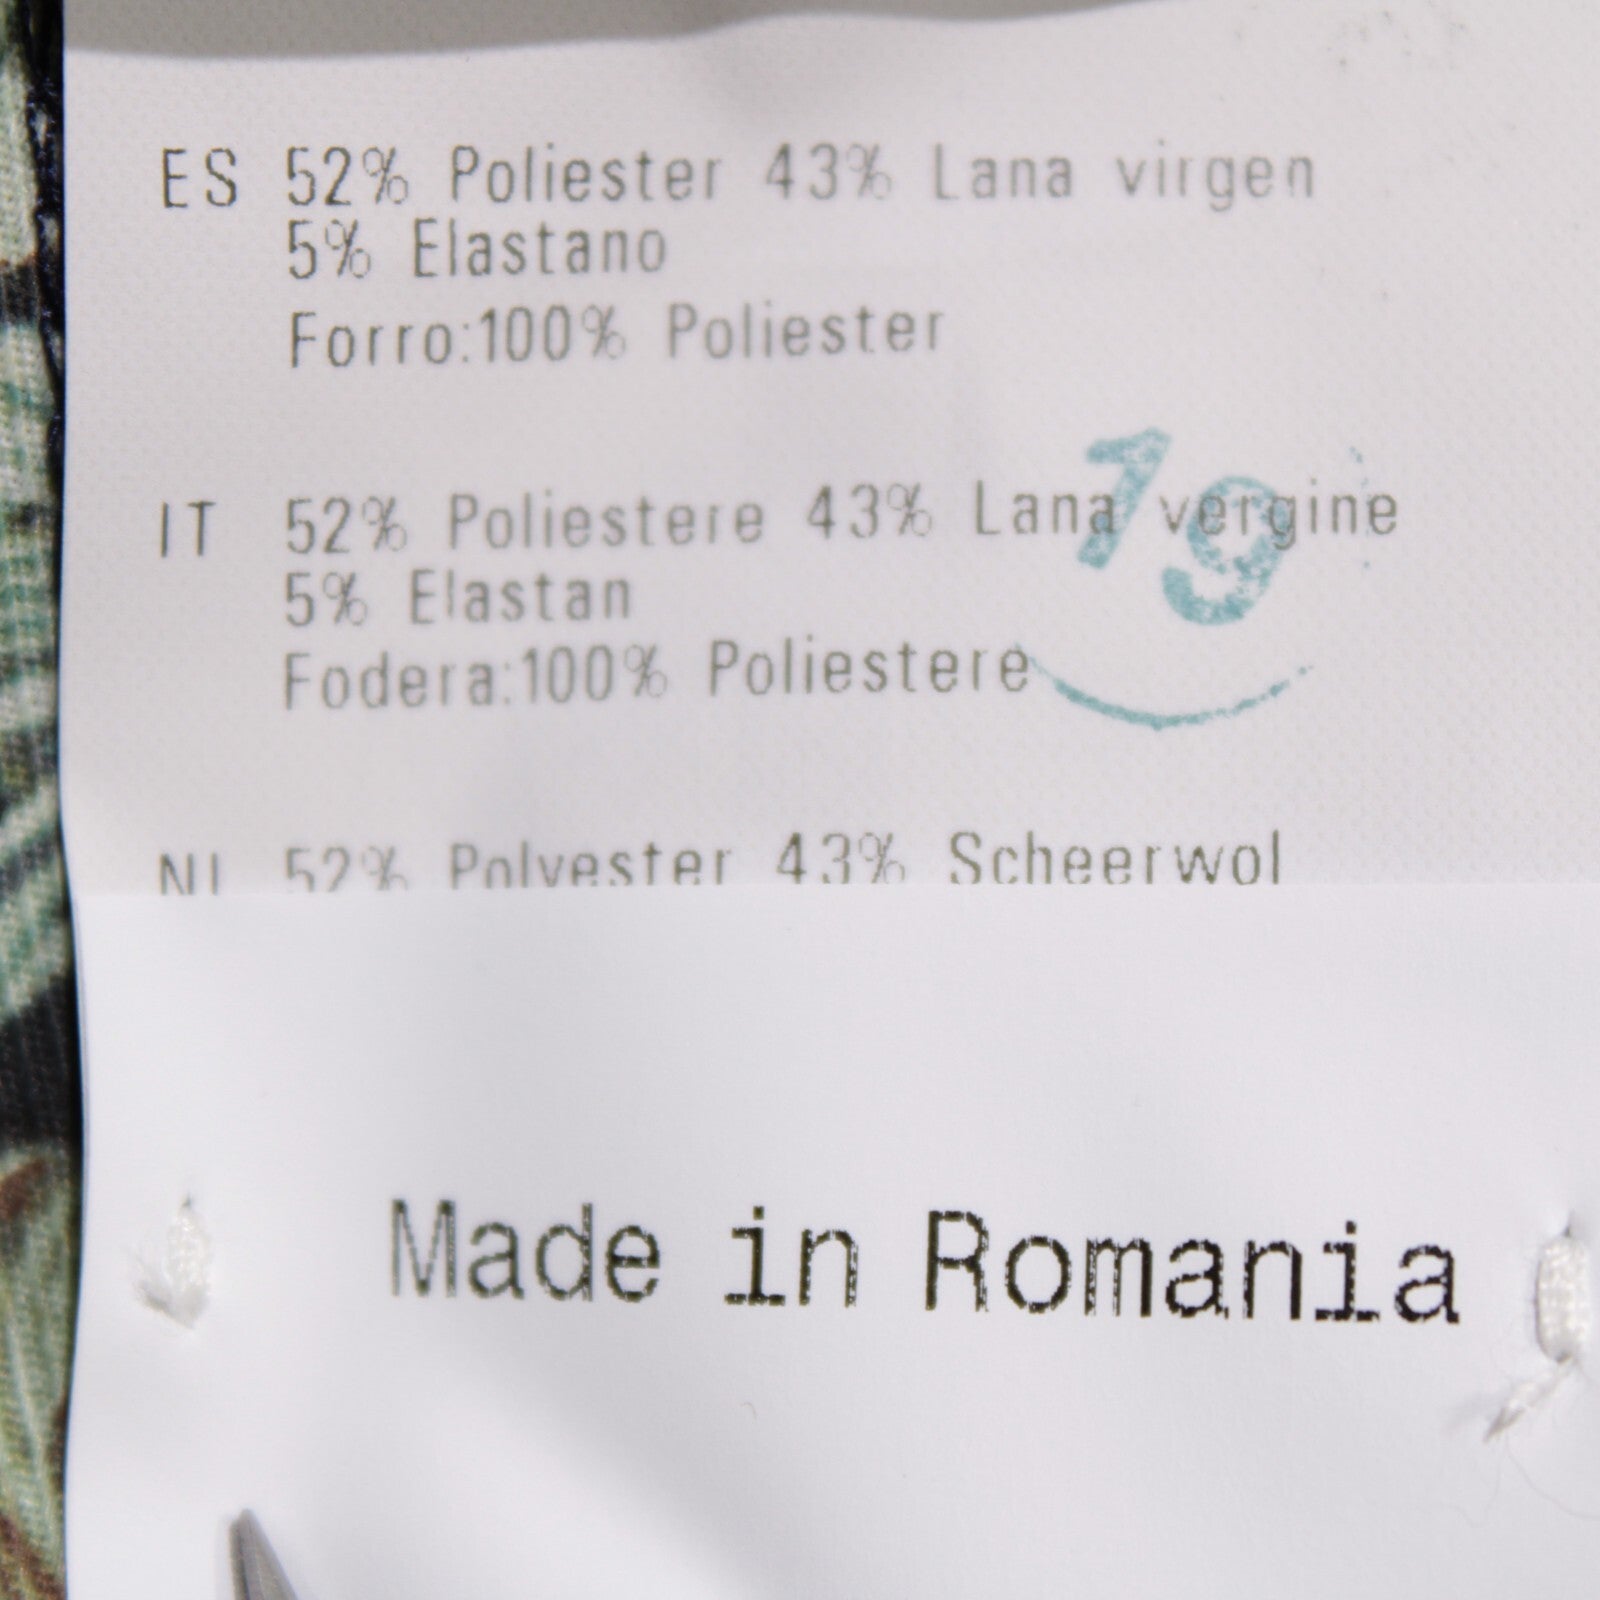 ES 52% Poliester 43% Lana virgen
5% Elastano
Forro:100% Poliester
19
IT 52% Poliestere 43% Lana vergine
5% Elastan
Fodera:100% Poliestere
NL 52% Polyester 43% Scheerwol
Made in Romania